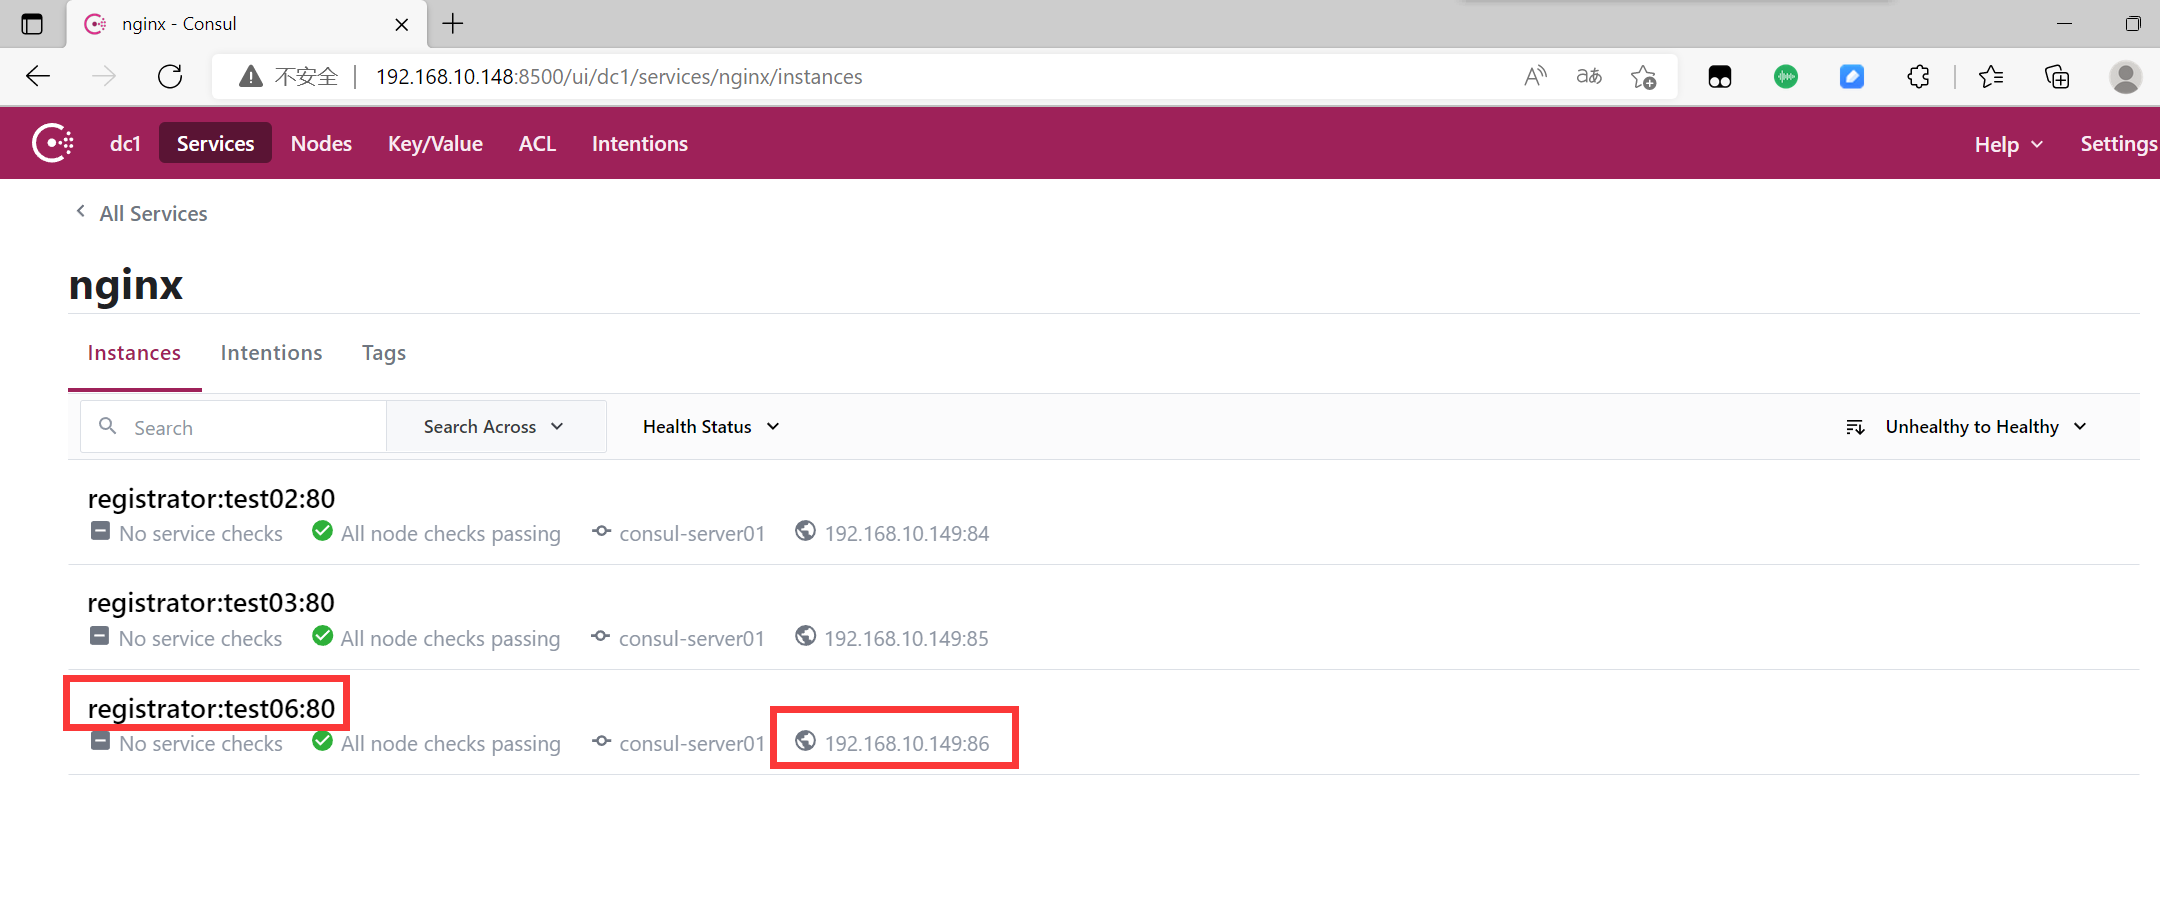 nginx - Consul
不安全 192.168.10.148:8500/ui/dc1/services/nginx/instances
dc1 Services Nodes Key/Value ACL Intentions Help Settings
All Services
nginx
Instances Intentions Tags
Search Search Across Health Status Unhealthy to Healthy
registrator:test02:80
No service checks All node checks passing consul-server01 192.168.10.149:84
registrator:test03:80
No service checks All node checks passing consul-server01 192.168.10.149:85
registrator:test06:80
No service checks All node checks passing consul-server01 192.168.10.149:86